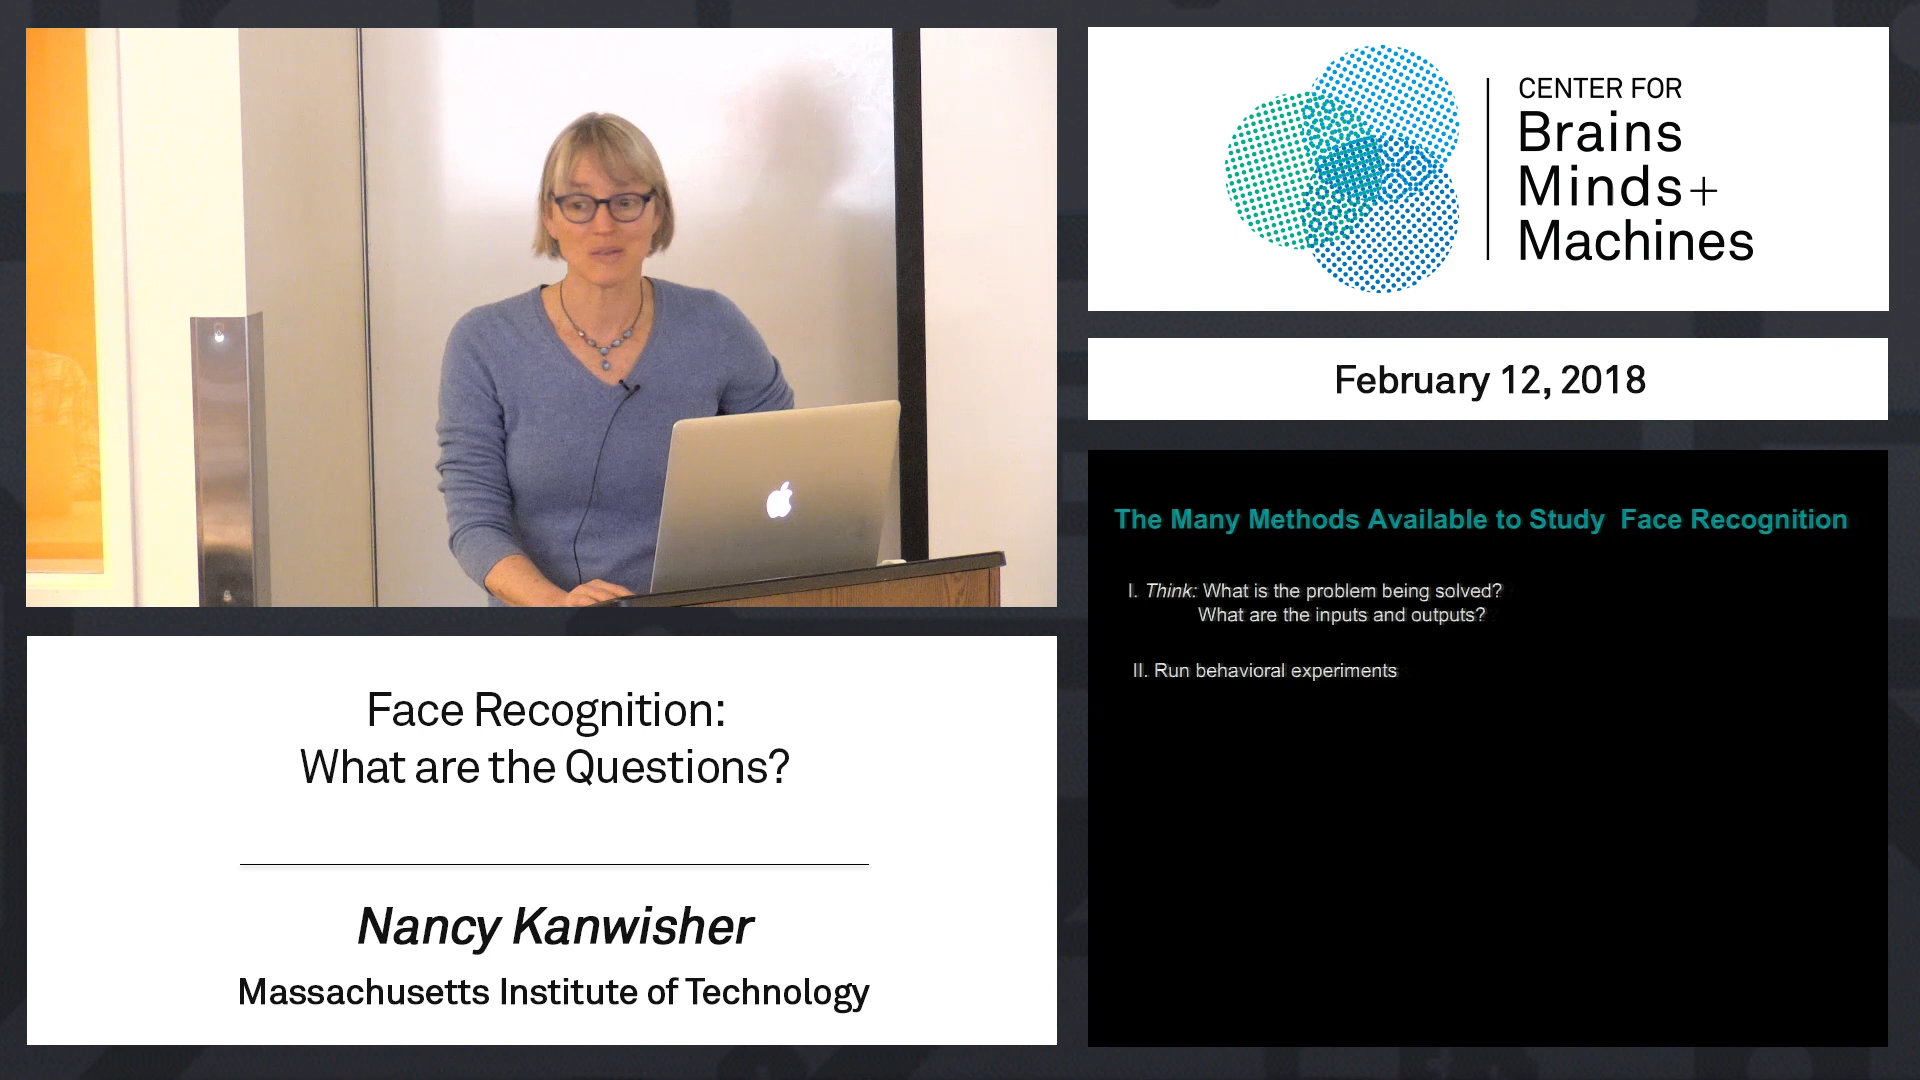 CENTER FOR
Brains
Minds+
Machines
February 12, 2018
The Many Methods Available to Study Face Recognition
I. Think: What is the problem being solved?
What are the inputs and outputs?
II. Run behavioral experiments
Face Recognition:
What are the Questions?
Nancy Kanwisher
Massachusetts Institute of Technology